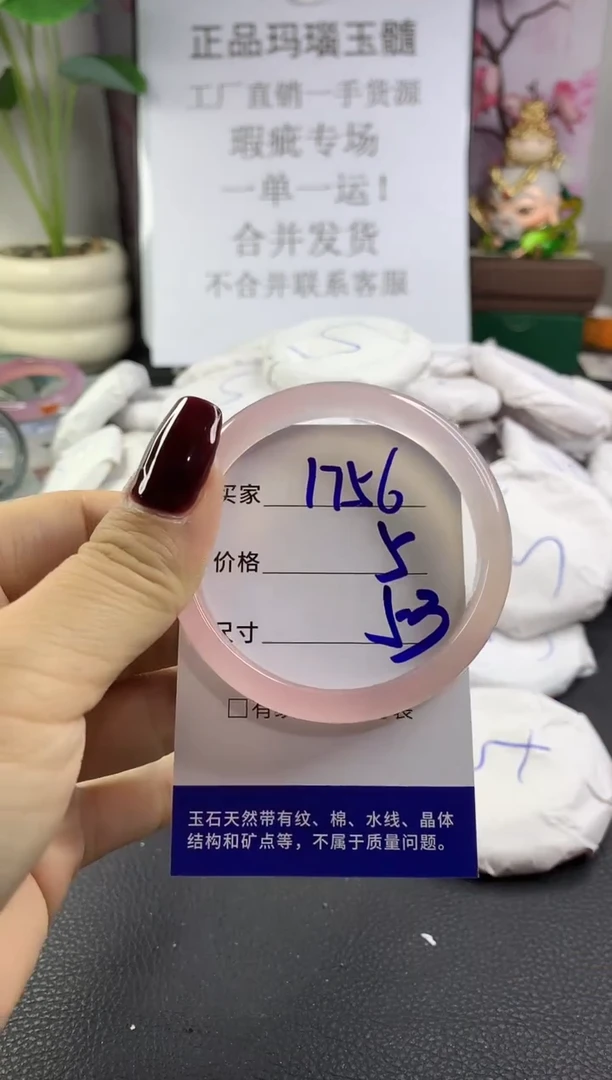 正品玛瑙玉髓
工厂直销一手货源
瑕疵专场
一单一运!
合并发货
不合并联系客服
买家 1756
价格 5
尺寸 53
□有
玉石天然带有纹、棉、水线、晶体
结构和矿点等，不属于质量问题。